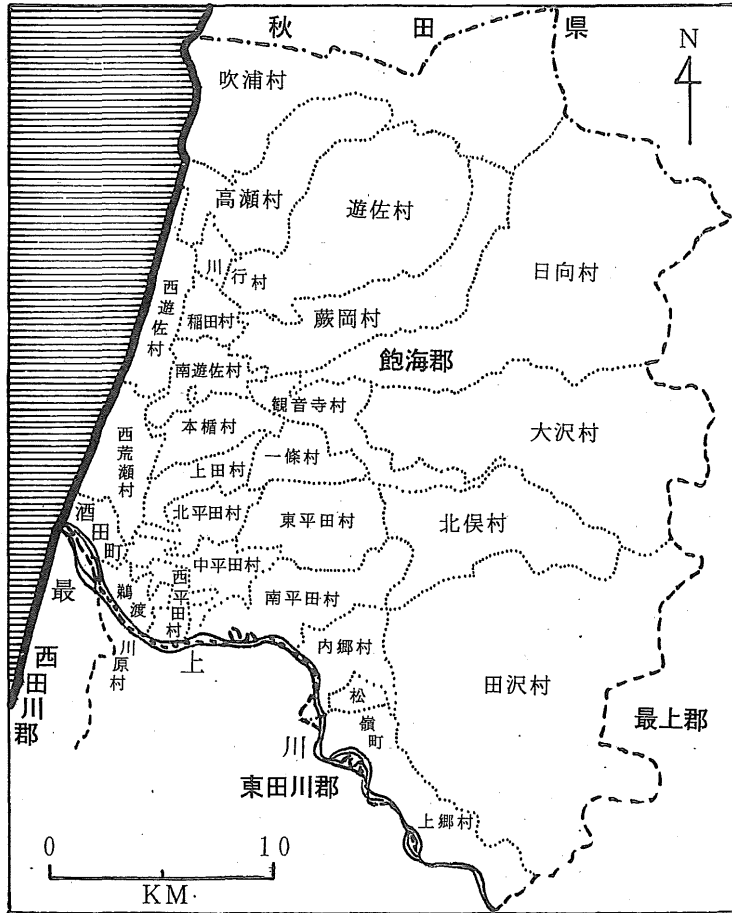 秋田県
N
吹浦村
高瀬村
遊佐村
日向村
川行村
西遊佐村
稲田村
蕨岡村
南遊佐村
飽海郡
観音寺村
大沢村
本楯村
西荒瀬村
一條村
上田村
酒田町
北平田村
東平田村
北俣村
中平田村
西平田村
鵜渡川原村
南平田村
最上川
内郷村
田沢村
松嶺町
西田川郡
最上郡
東田川郡
上郷村
0 10
KM